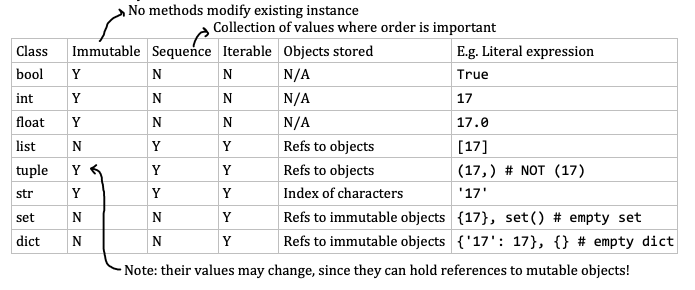 No methods modify existing instance
Collection of values where order is important
Class Immutable Sequence Iterable Objects stored E.g. Literal expression
bool Y N N N/A True
int Y N N N/A 17
float Y N N N/A 17.0
list N Y Y Refs to objects [17]
tuple Y Y Y Refs to objects (17,) # NOT (17)
str Y Y Y Index of characters '17'
set N N Y Refs to immutable objects {17}, set() # empty set
dict N N Y Refs to immutable objects {'17': 17}, {} # empty dict
Note: their values may change, since they can hold references to mutable objects!